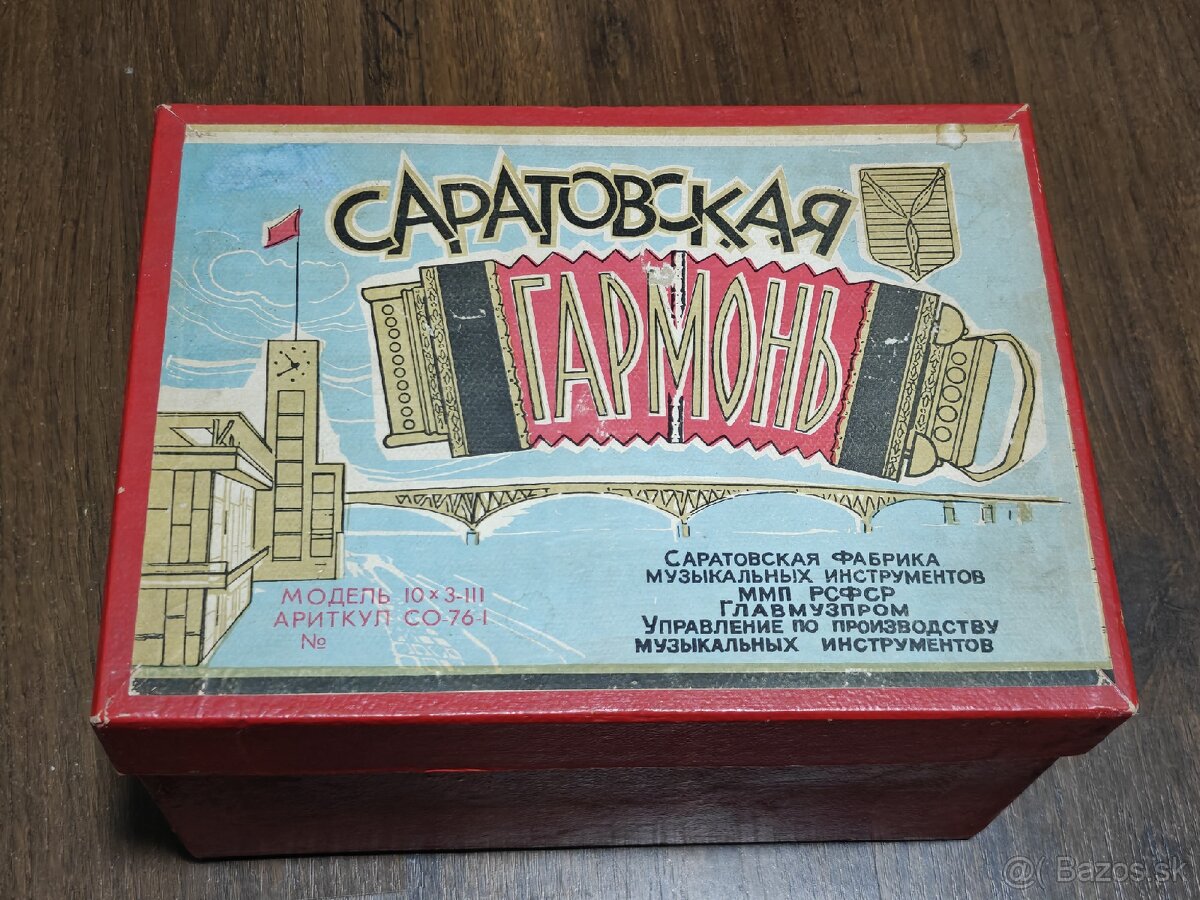 САРАТОВСКАЯ
ГАРМОНЬ
САРАТОВСКАЯ ФАБРИКА
МУЗЫКАЛЬНЫХ ИНСТРУМЕНТОВ
ММП РСФСР
ГЛАВМУЗПРОМ
УПРАВЛЕНИЕ ПО ПРОИЗВОДСТВУ
МУЗЫКАЛЬНЫХ ИНСТРУМЕНТОВ
МОДЕЛЬ 10×3-III
АРИТКУЛ СО-76-1
№
@( Bazos.sk